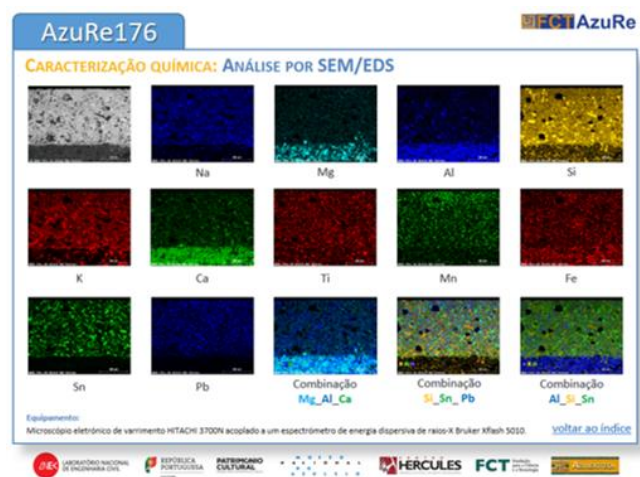 AzuRe176
FCT AzuRe
CARACTERIZAÇÃO QUÍMICA: ANÁLISE POR SEM/EDS
Na
Mg
Al
Si
K
Ca
Ti
Mn
Fe
Sn
Pb
Combinação
Mg_Al_Ca
Combinação
Si_Sn_Pb
Combinação
Al_Si_Sn
Equipamento:
Microscópio eletrónico de varrimento HITACHI 3700N acoplado a um espectrómetro de energia dispersiva de raios-X Bruker Xflash 5010.
voltar ao índice
LABORATÓRIO NACIONAL
DE ENGENHARIA CIVIL
REPÚBLICA
PORTUGUESA
PATRIMÓNIO
CULTURAL
HERCULES
FCT